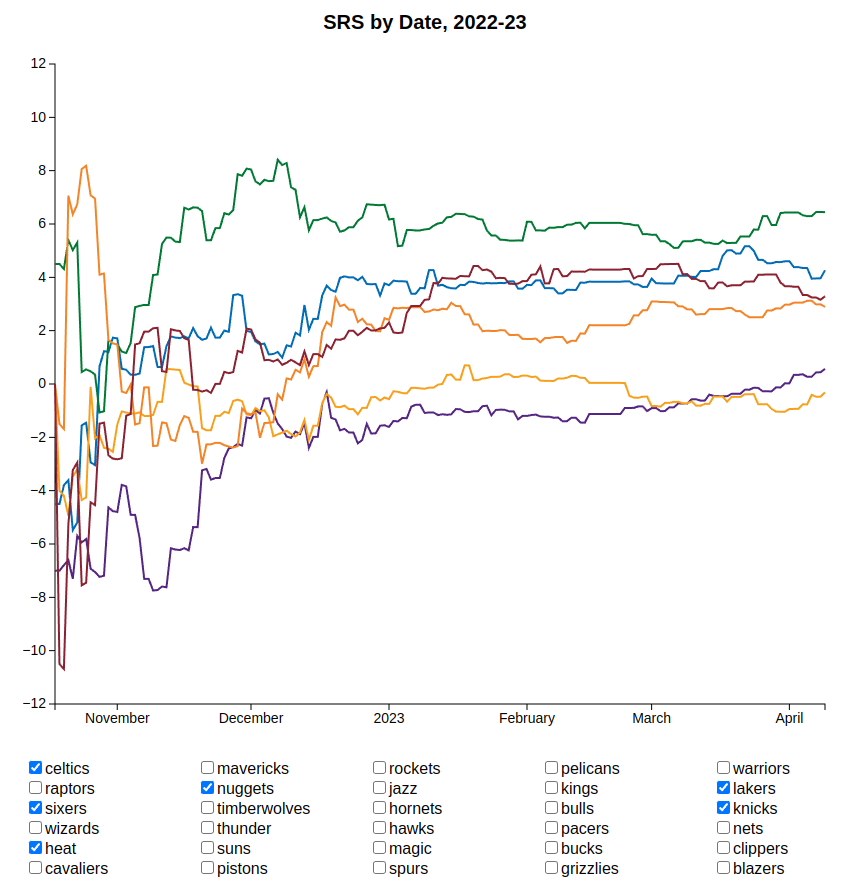 SRS by Date, 2022-23
12
10
8
6
4
2
0
−2
−4
−6
−8
−10
−12
November December 2023 February March April
celtics mavericks rockets pelicans warriors
raptors nuggets jazz kings lakers
sixers timberwolves hornets bulls knicks
wizards thunder hawks pacers nets
heat suns magic bucks clippers
cavaliers pistons spurs grizzlies blazers